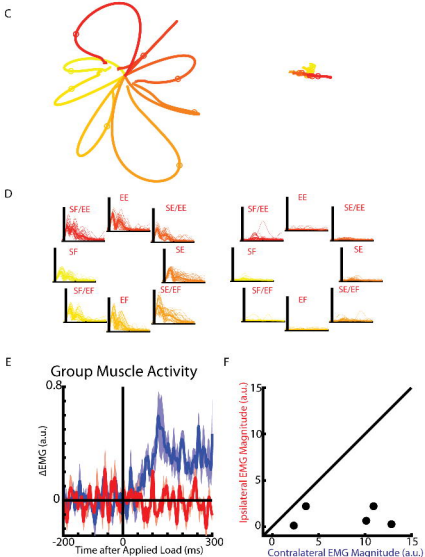 C
D
EE
EE
SF/EE
SE/EE
SF/EE
SE/EE
SF
SE
SF
SE
SF/EF
EF
SE/EF
SF/EF
EF
SE/EF
E
F
Group Muscle Activity
0.8
ΔEMG (a.u.)
0
-200
0
300
Time after Applied Load (ms)
Ipsilateral EMG Magnitude (a.u.)
15
10
5
0
0
5
10
15
Contralateral EMG Magnitude (a.u.)